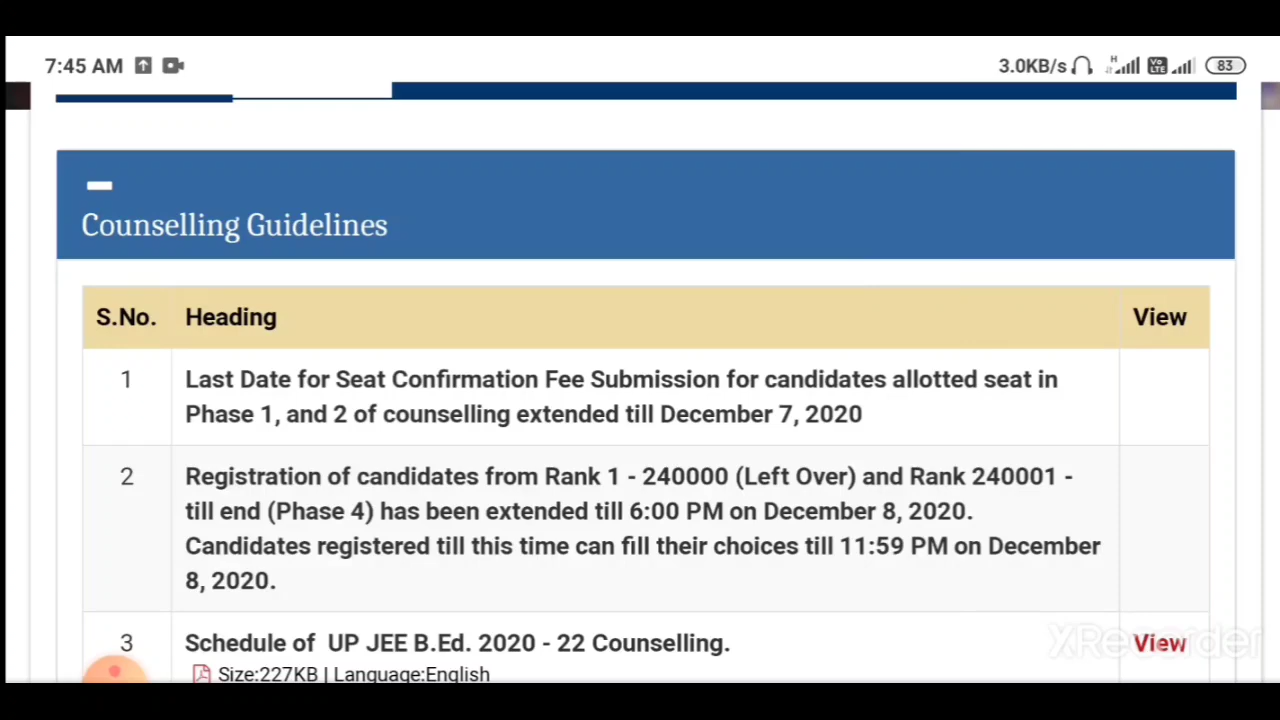 7:45 AM 3.0KB/s H Vo LTE 83
Counselling Guidelines
S.No. Heading View
1 Last Date for Seat Confirmation Fee Submission for candidates allotted seat in
Phase 1, and 2 of counselling extended till December 7, 2020
2 Registration of candidates from Rank 1 - 240000 (Left Over) and Rank 240001 -
till end (Phase 4) has been extended till 6:00 PM on December 8, 2020.
Candidates registered till this time can fill their choices till 11:59 PM on December
8, 2020.
3 Schedule of UP JEE B.Ed. 2020 - 22 Counselling. View
XRecorder
Size:227KB | Language:English